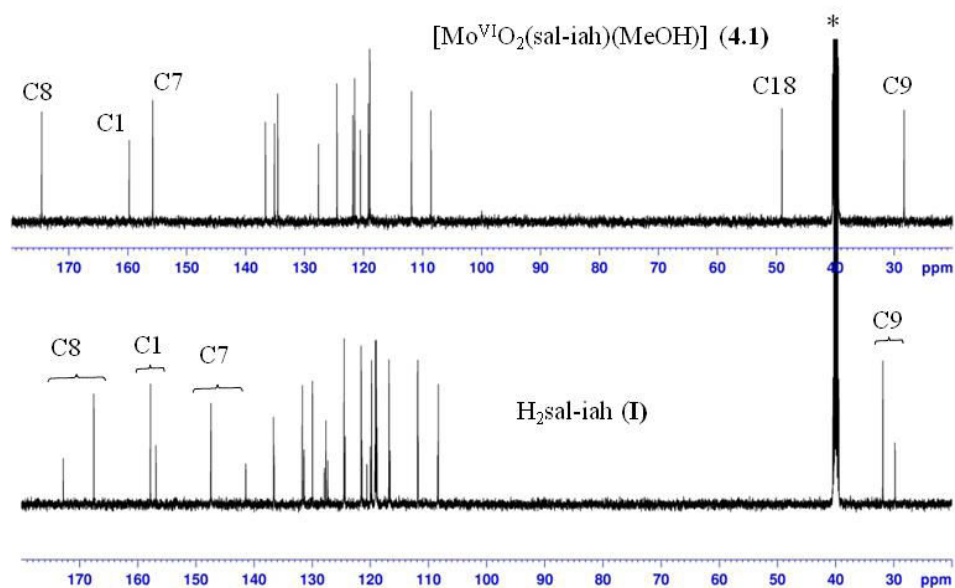 [Mo^VI O₂(sal-iah)(MeOH)] (4.1)
*
C8
C1
C7
C18
C9
170 160 150 140 130 120 110 100 90 80 70 60 50 40 30 ppm
C8
C1
C7
C9
H₂sal-iah (I)
170 160 150 140 130 120 110 100 90 80 70 60 50 40 30 ppm